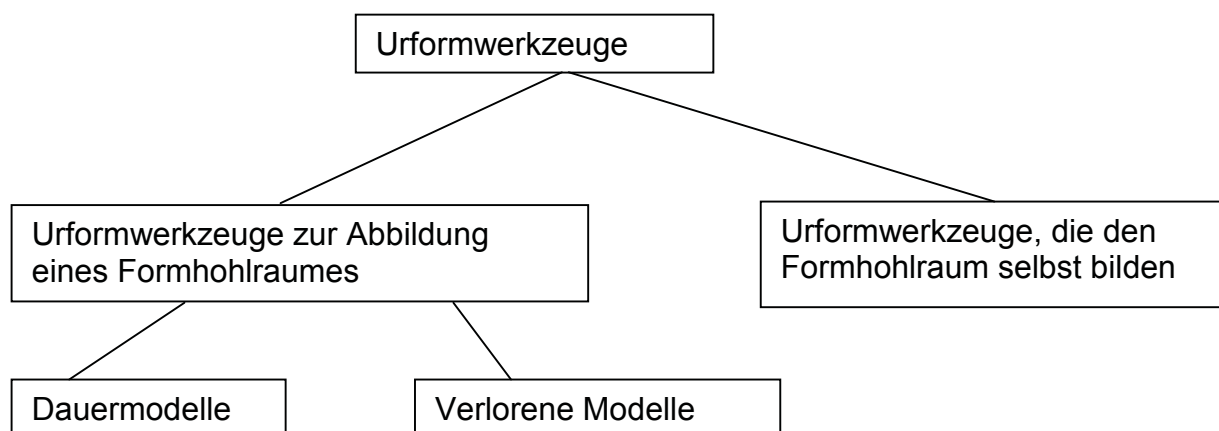 Urformwerkzeuge
Urformwerkzeuge zur Abbildung
eines Formhohlraumes
Urformwerkzeuge, die den
Formhohlraum selbst bilden
Dauermodelle
Verlorene Modelle